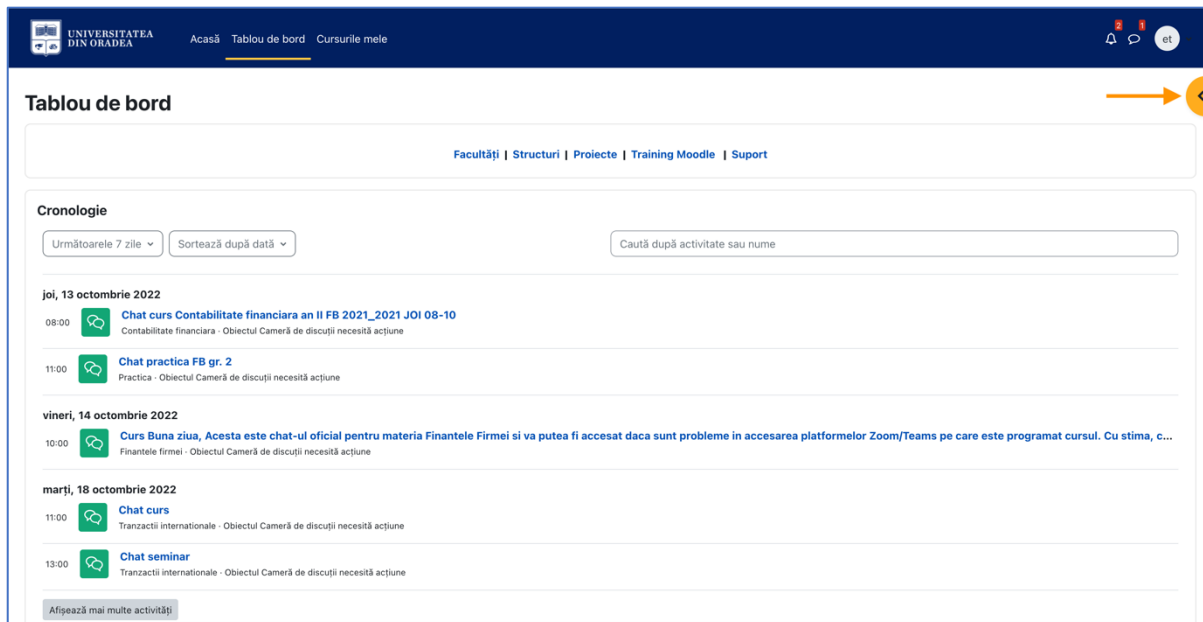 UNIVERSITATEA
DIN ORADEA
Acasă Tablou de bord Cursurile mele
2 1
et
Tablou de bord
Facultăți | Structuri | Proiecte | Training Moodle | Suport
Cronologie
Următoarele 7 zile Sortează după dată Caută după activitate sau nume
joi, 13 octombrie 2022
Chat curs Contabilitate financiara an II FB 2021_2021 JOI 08-10
08:00
Contabilitate financiara · Obiectul Cameră de discuții necesită acțiune
Chat practica FB gr. 2
11:00
Practica · Obiectul Cameră de discuții necesită acțiune
vineri, 14 octombrie 2022
Curs Buna ziua, Acesta este chat-ul oficial pentru materia Finantele Firmei si va putea fi accesat daca sunt probleme in accesarea platformelor Zoom/Teams pe care este programat cursul. Cu stima, c...
10:00
Finantele firmei · Obiectul Cameră de discuții necesită acțiune
marți, 18 octombrie 2022
Chat curs
11:00
Tranzactii internationale · Obiectul Cameră de discuții necesită acțiune
Chat seminar
13:00
Tranzactii internationale · Obiectul Cameră de discuții necesită acțiune
Afișează mai multe activități